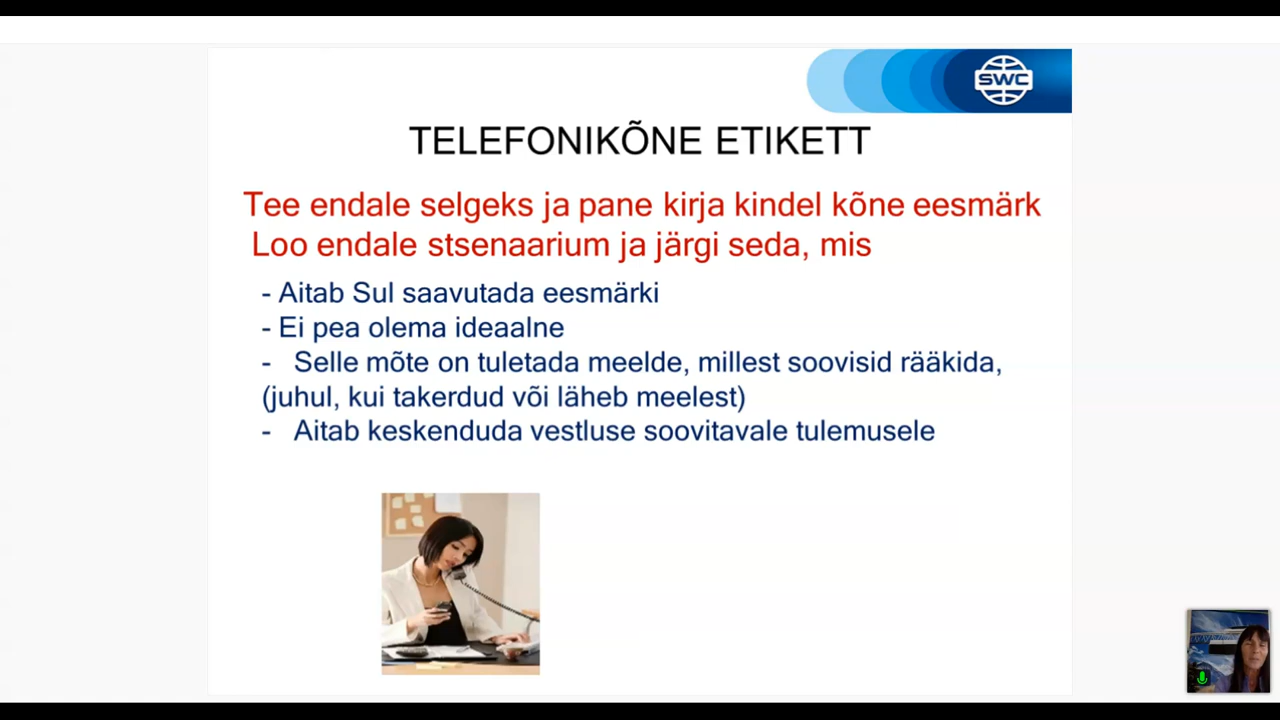 SWC
TELEFONIKÕNE ETIKETT
Tee endale selgeks ja pane kirja kindel kõne eesmärk
Loo endale stsenaarium ja järgi seda, mis
- Aitab Sul saavutada eesmärki
- Ei pea olema ideaalne
- Selle mõte on tuletada meelde, millest soovisid rääkida,
(juhul, kui takerdud või läheb meelest)
- Aitab keskenduda vestluse soovitavale tulemusele